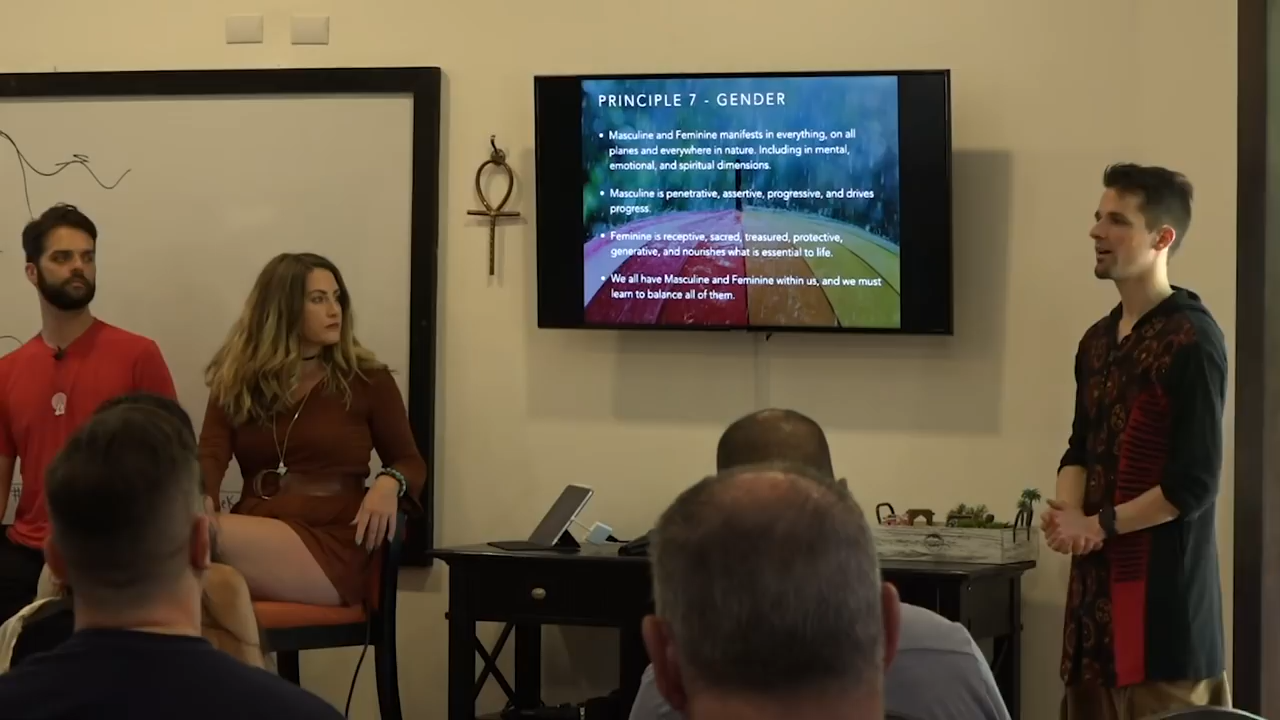 PRINCIPLE 7 - GENDER
• Masculine and Feminine manifests in everything, on all
planes and everywhere in nature. Including in mental,
emotional, and spiritual dimensions.
• Masculine is penetrative, assertive, progressive, and drives
progress.
• Feminine is receptive, sacred, treasured, protective,
generative, and nourishes what is essential to life.
• We all have Masculine and Feminine within us, and we must
learn to balance all of them.